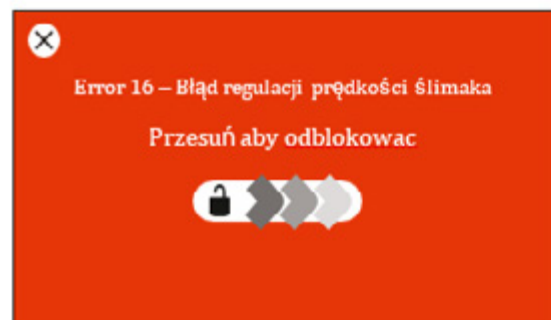 Error 16 – Błąd regulacji prędkości ślimaka
Przesuń aby odblokowac